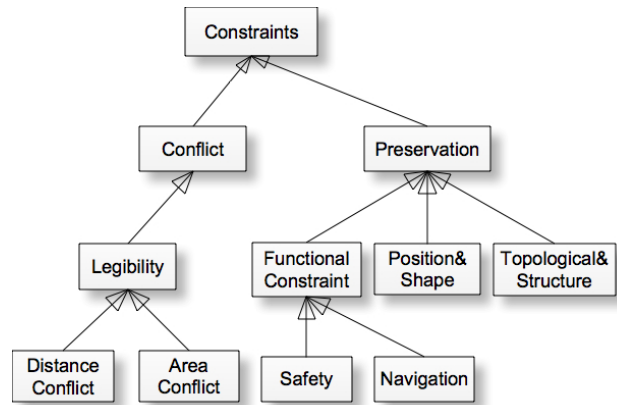 Constraints
Conflict
Preservation
Legibility
Functional
Constraint
Position&
Shape
Topological&
Structure
Distance
Conflict
Area
Conflict
Safety
Navigation